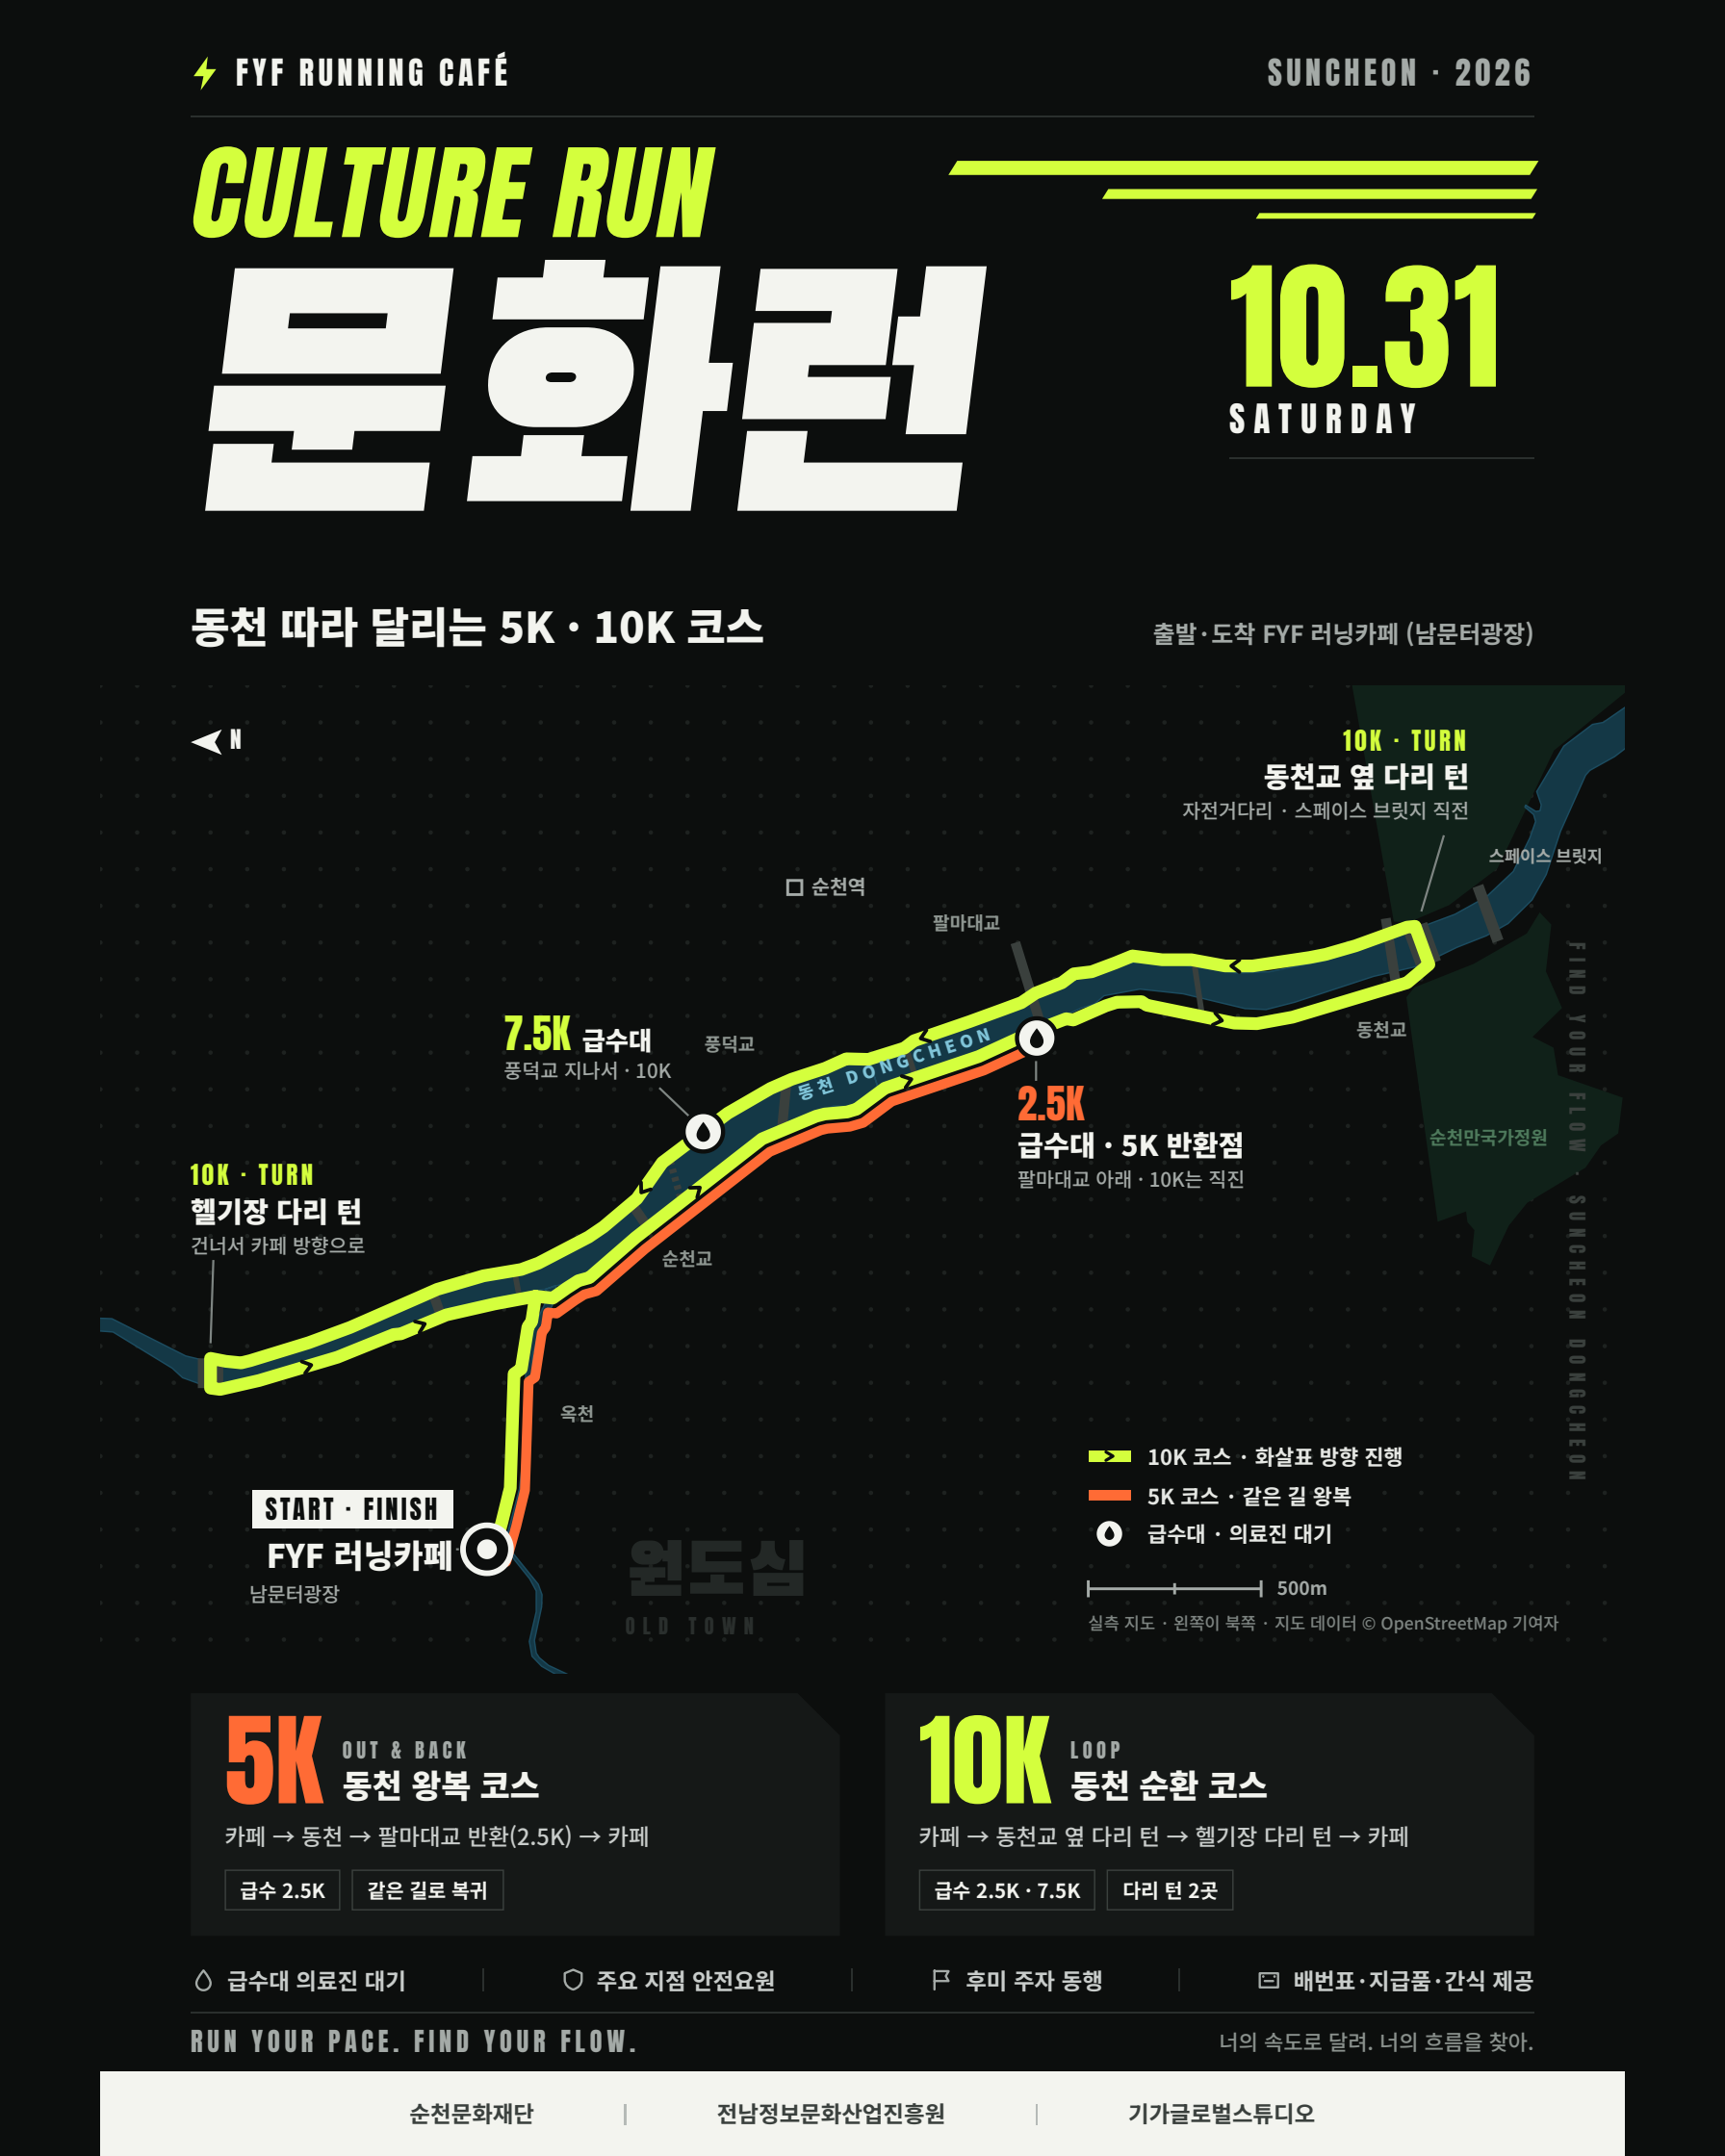 FYF RUNNING CAFÉ
SUNCHEON · 2026
CULTURE RUN
문화런
10.31
SATURDAY
동천 따라 달리는 5K · 10K 코스
출발·도착 FYF 러닝카페 (남문터광장)
N
10K · TURN
동천교 옆 다리 턴
자전거다리 · 스페이스 브릿지 직전
스페이스 브릿지
순천역
팔마대교
7.5K 급수대
풍덕교 지나서 · 10K
풍덕교
동천 DONGCHEON
동천교
2.5K
급수대 · 5K 반환점
팔마대교 아래 · 10K는 직진
순천만국가정원
FIND YOUR FLOW · SUNCHEON DONGCHEON
10K · TURN
헬기장 다리 턴
건너서 카페 방향으로
순천교
옥천
START · FINISH
FYF 러닝카페
남문터광장
원도심
OLD TOWN
10K 코스 · 화살표 방향 진행
5K 코스 · 같은 길 왕복
급수대 · 의료진 대기
500m
실측 지도 · 왼쪽이 북쪽 · 지도 데이터 © OpenStreetMap 기여자
5K
OUT & BACK
동천 왕복 코스
카페 → 동천 → 팔마대교 반환(2.5K) → 카페
급수 2.5K
같은 길로 복귀
10K
LOOP
동천 순환 코스
카페 → 동천교 옆 다리 턴 → 헬기장 다리 턴 → 카페
급수 2.5K · 7.5K
다리 턴 2곳
급수대 의료진 대기
주요 지점 안전요원
후미 주자 동행
배번표·지급품·간식 제공
RUN YOUR PACE. FIND YOUR FLOW.
너의 속도로 달려. 너의 흐름을 찾아.
순천문화재단
전남정보문화산업진흥원
기가글로벌스튜디오